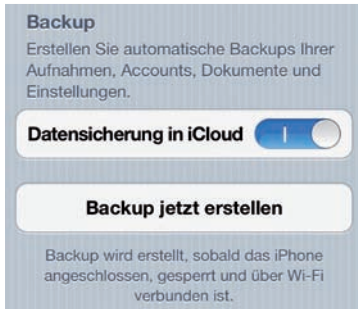 Backup
Erstellen Sie automatische Backups Ihrer
Aufnahmen, Accounts, Dokumente und
Einstellungen.
Datensicherung in iCloud
Backup jetzt erstellen
Backup wird erstellt, sobald das iPhone
angeschlossen, gesperrt und über Wi-Fi
verbunden ist.